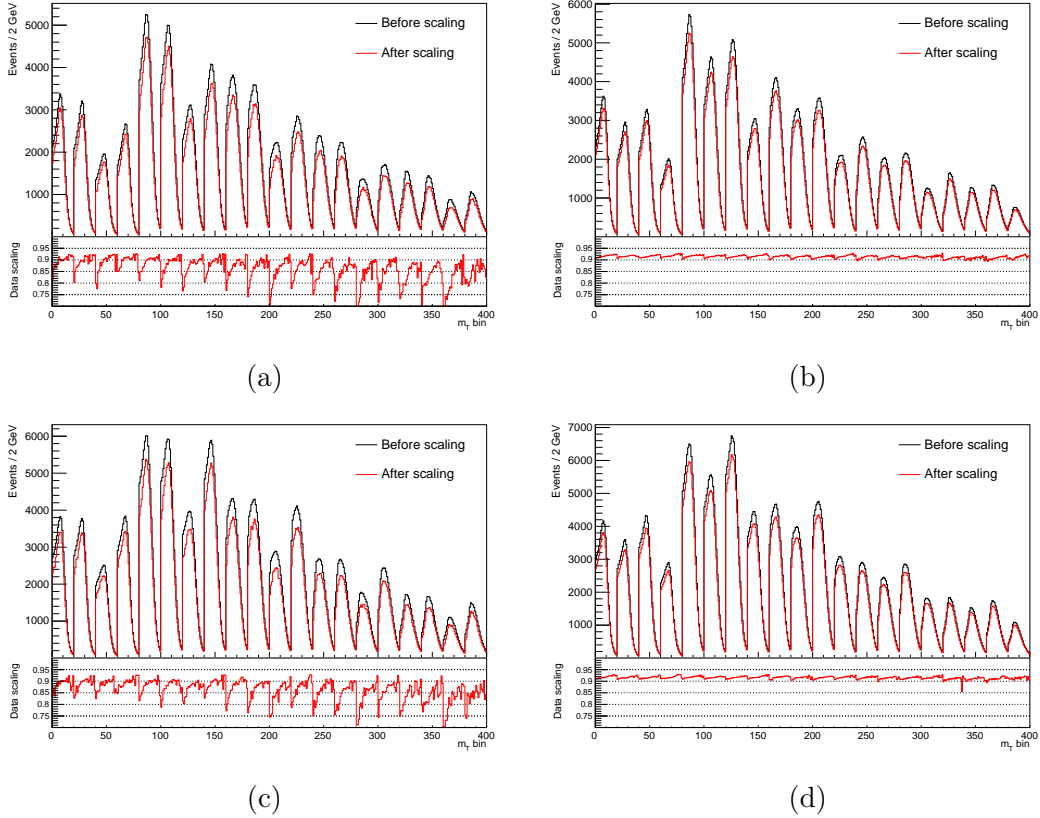 Events / 2 GeV
5000
4000
3000
2000
1000
Before scaling
After scaling
Data scaling
0.95
0.9
0.85
0.8
0.75
0 50 100 150 200 250 300 350 400
m_T bin
(a)
Events / 2 GeV
5000
4000
3000
2000
1000
Before scaling
After scaling
Data scaling
0.95
0.9
0.85
0.8
0.75
0 50 100 150 200 250 300 350 400
m_T bin
(b)
Events / 2 GeV
6000
5000
4000
3000
2000
1000
Before scaling
After scaling
Data scaling
0.95
0.9
0.85
0.8
0.75
0 50 100 150 200 250 300 350 400
m_T bin
(c)
Events / 2 GeV
7000
6000
5000
4000
3000
2000
1000
Before scaling
After scaling
Data scaling
0.95
0.9
0.85
0.8
0.75
0 50 100 150 200 250 300 350 400
m_T bin
(d)